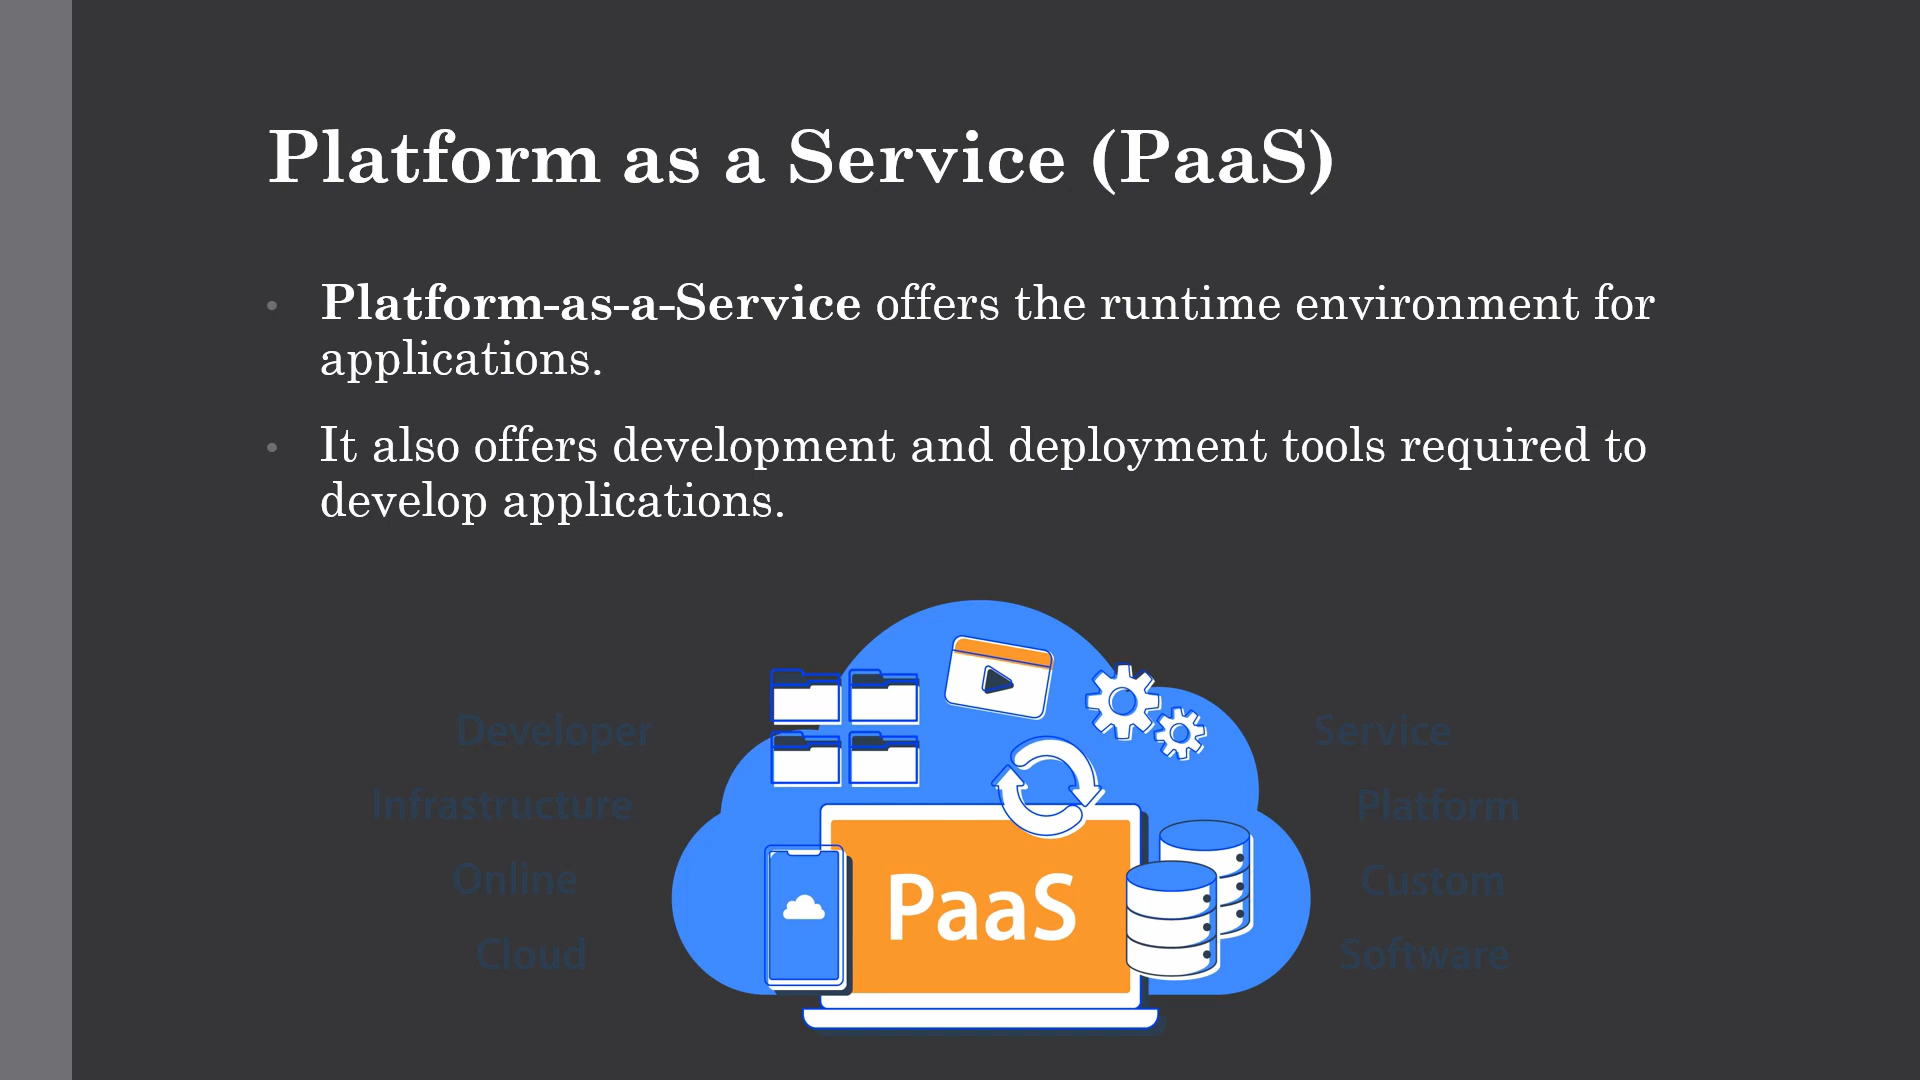 Platform as a Service (PaaS)
• Platform-as-a-Service offers the runtime environment for
applications.
• It also offers development and deployment tools required to
develop applications.
Developer
Service
Infrastructure
Platform
Online
Custom
Cloud
Software
PaaS